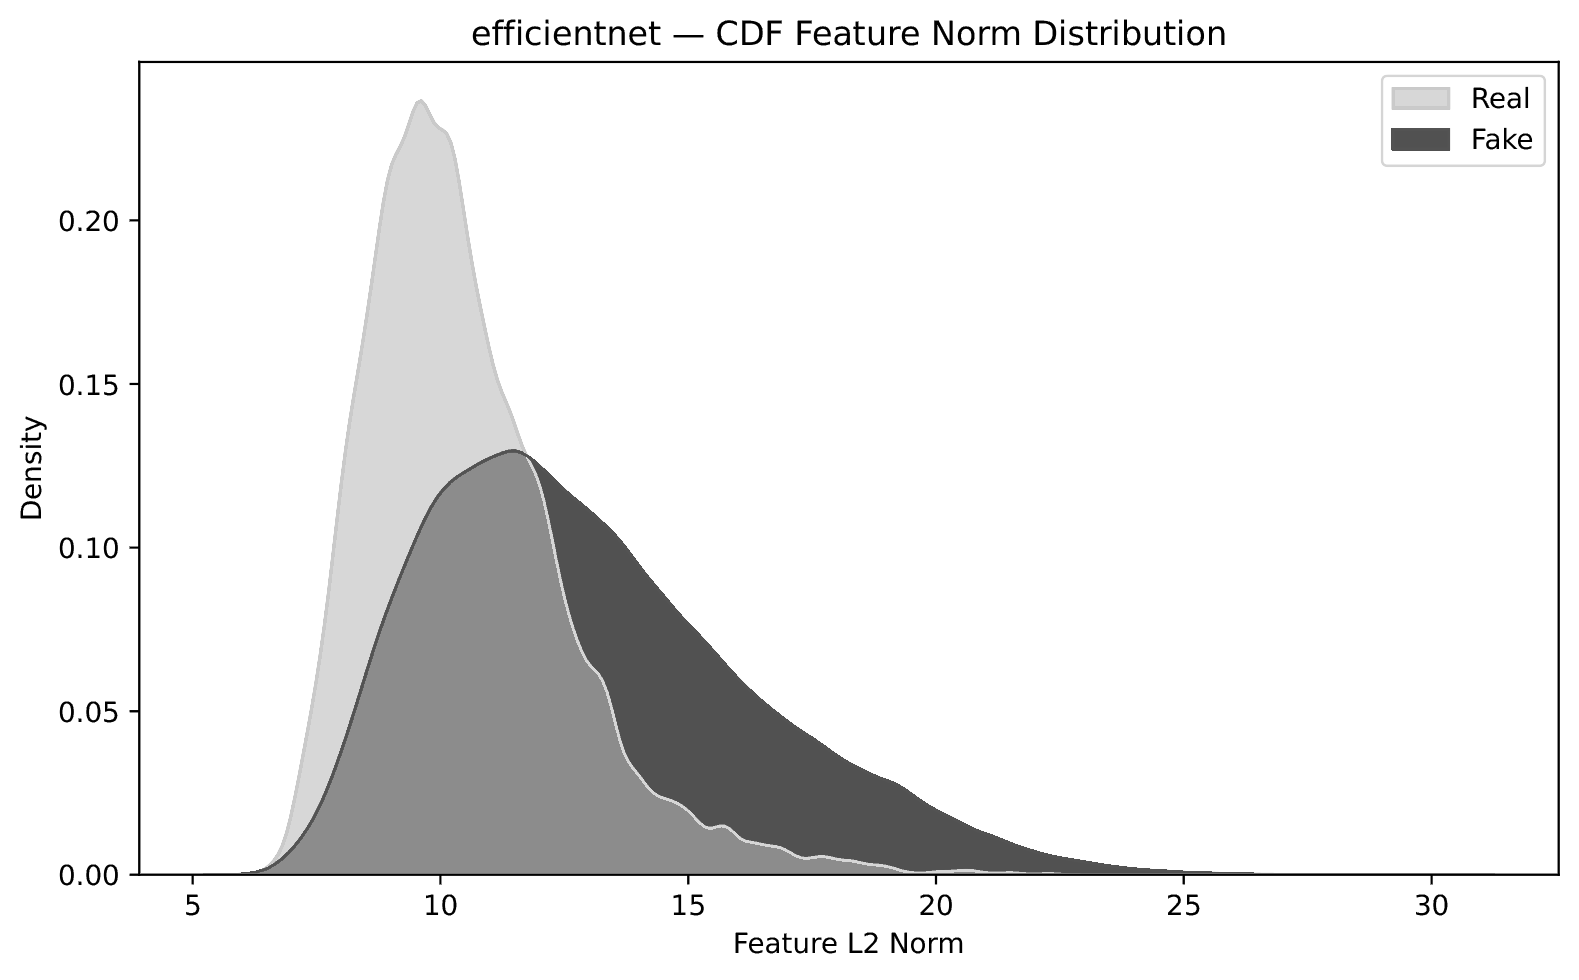 efficientnet — CDF Feature Norm Distribution
Real
Fake
Density
0.20
0.15
0.10
0.05
0.00
5 10 15 20 25 30
Feature L2 Norm